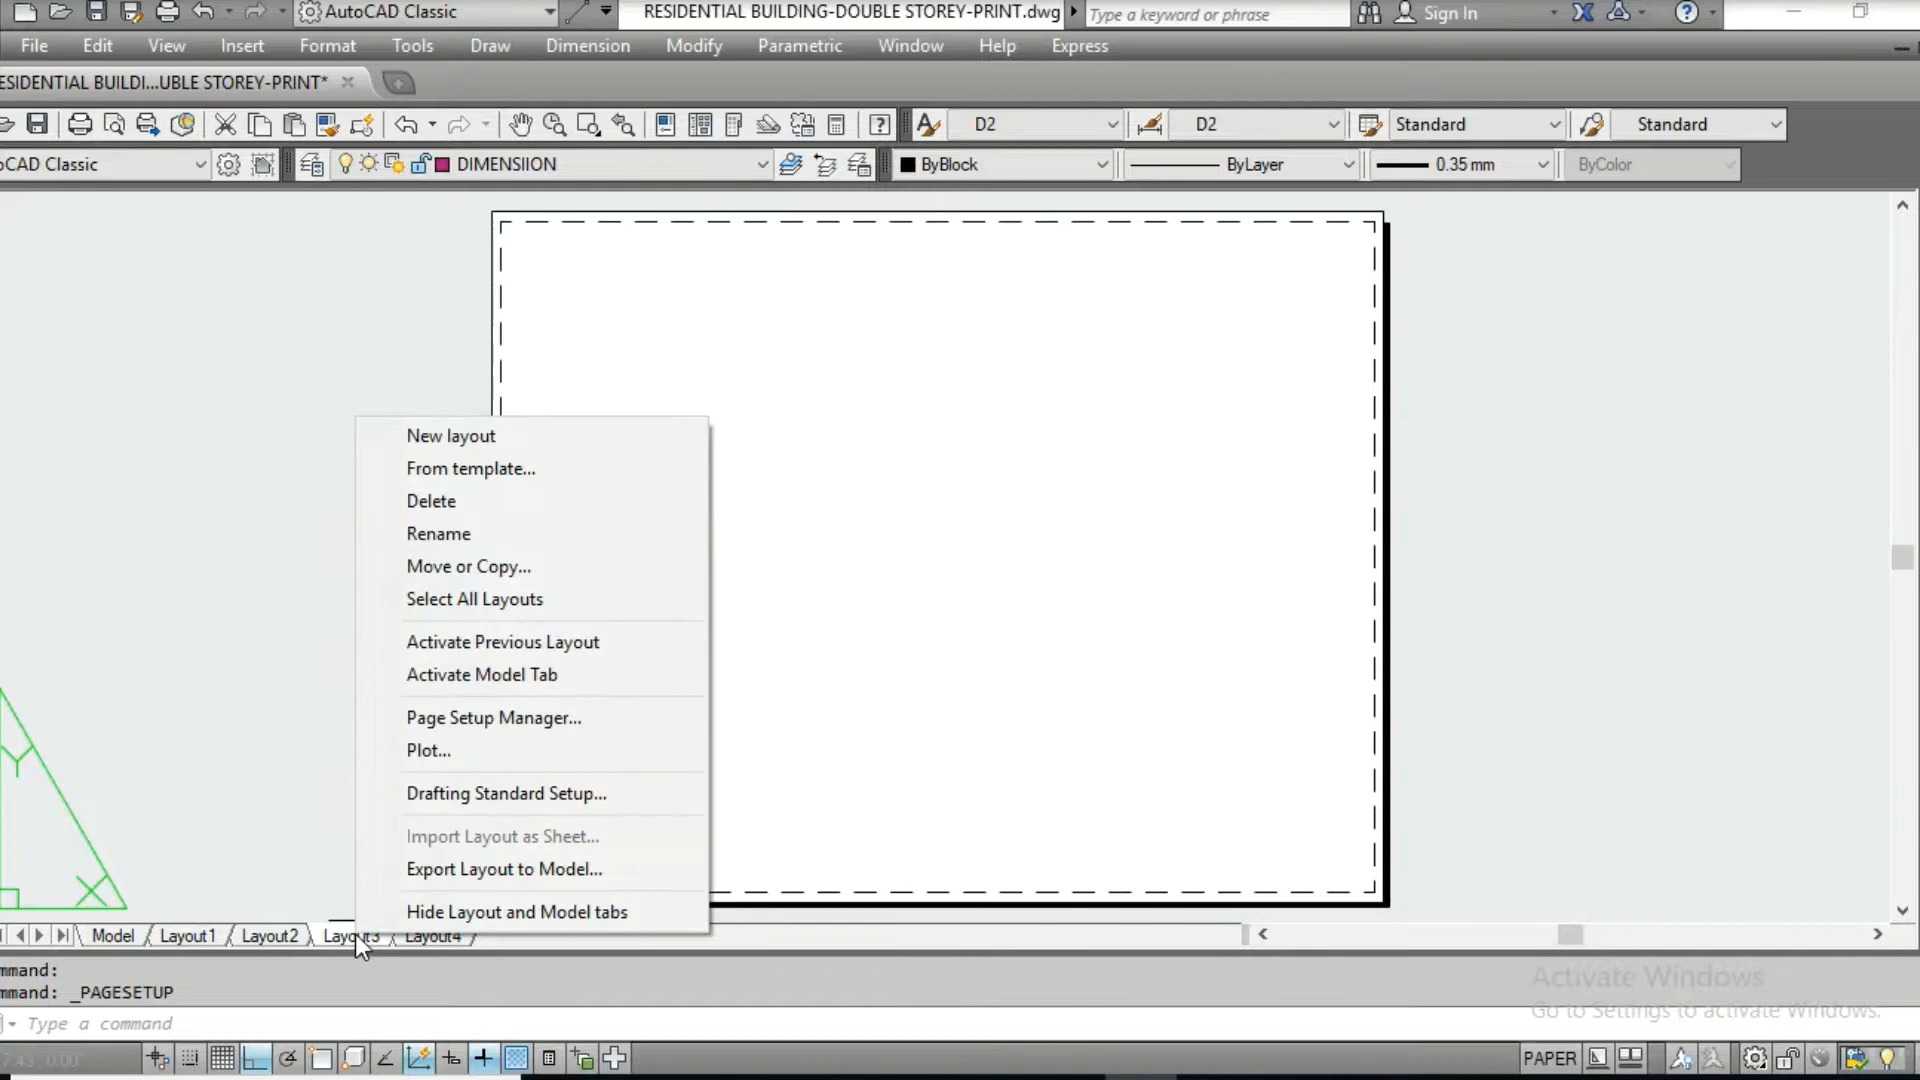 AutoCAD Classic
RESIDENTIAL BUILDING-DOUBLE STOREY-PRINT.dwg
Type a keyword or phrase
Sign In
File Edit View Insert Format Tools Draw Dimension Modify Parametric Window Help Express
ESIDENTIAL BUILDI...UBLE STOREY-PRINT*
D2 D2 Standard Standard
oCAD Classic DIMENSIION ByBlock ByLayer 0.35 mm ByColor
New layout
From template...
Delete
Rename
Move or Copy...
Select All Layouts
Activate Previous Layout
Activate Model Tab
Page Setup Manager...
Plot...
Drafting Standard Setup...
Import Layout as Sheet...
Export Layout to Model...
Hide Layout and Model tabs
Y
X
Model Layout1 Layout2 Layout3 Layout4
mmand:
mmand: _PAGESETUP
Type a command
Activate Windows
Go to Settings to activate Windows.
PAPER